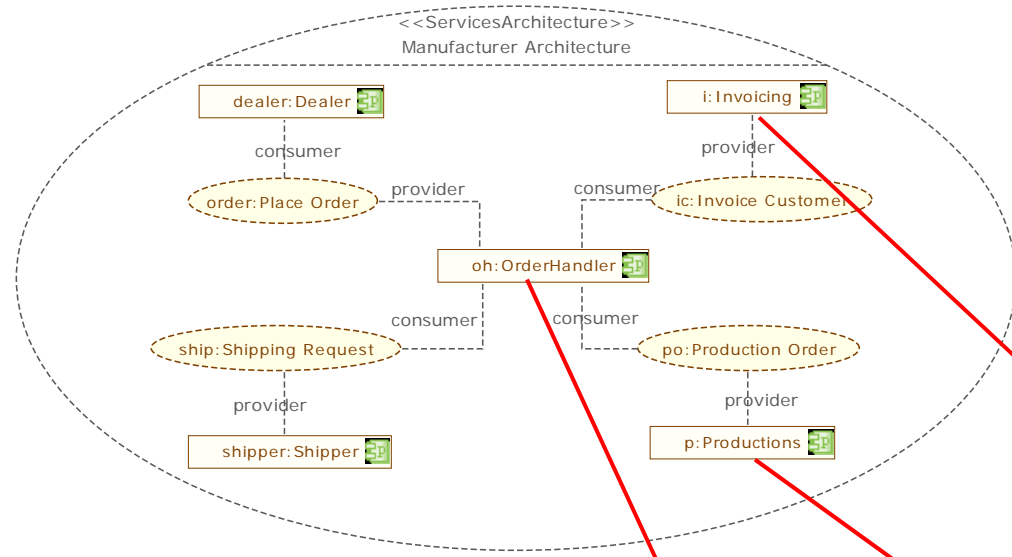 <<ServicesArchitecture>>
Manufacturer Architecture
dealer:Dealer
i:Invoicing
consumer
provider
order:Place Order
provider
consumer
ic:Invoice Customer
oh:OrderHandler
consumer
consumer
ship:Shipping Request
po:Production Order
provider
provider
shipper:Shipper
p:Productions